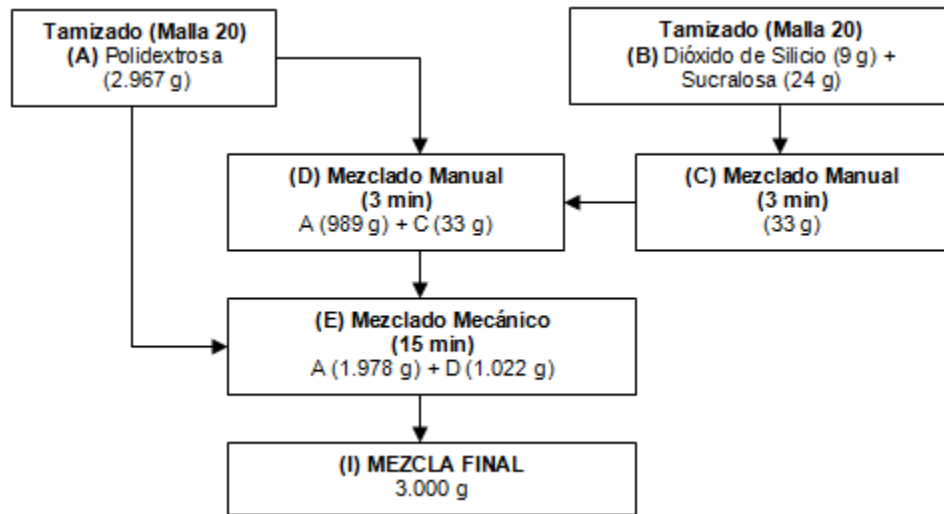 Tamizado (Malla 20)
(A) Polidextrosa
(2.967 g)
Tamizado (Malla 20)
(B) Dióxido de Silicio (9 g) +
Sucralosa (24 g)
(D) Mezclado Manual
(3 min)
A (989 g) + C (33 g)
(C) Mezclado Manual
(3 min)
(33 g)
(E) Mezclado Mecánico
(15 min)
A (1.978 g) + D (1.022 g)
(I) MEZCLA FINAL
3.000 g